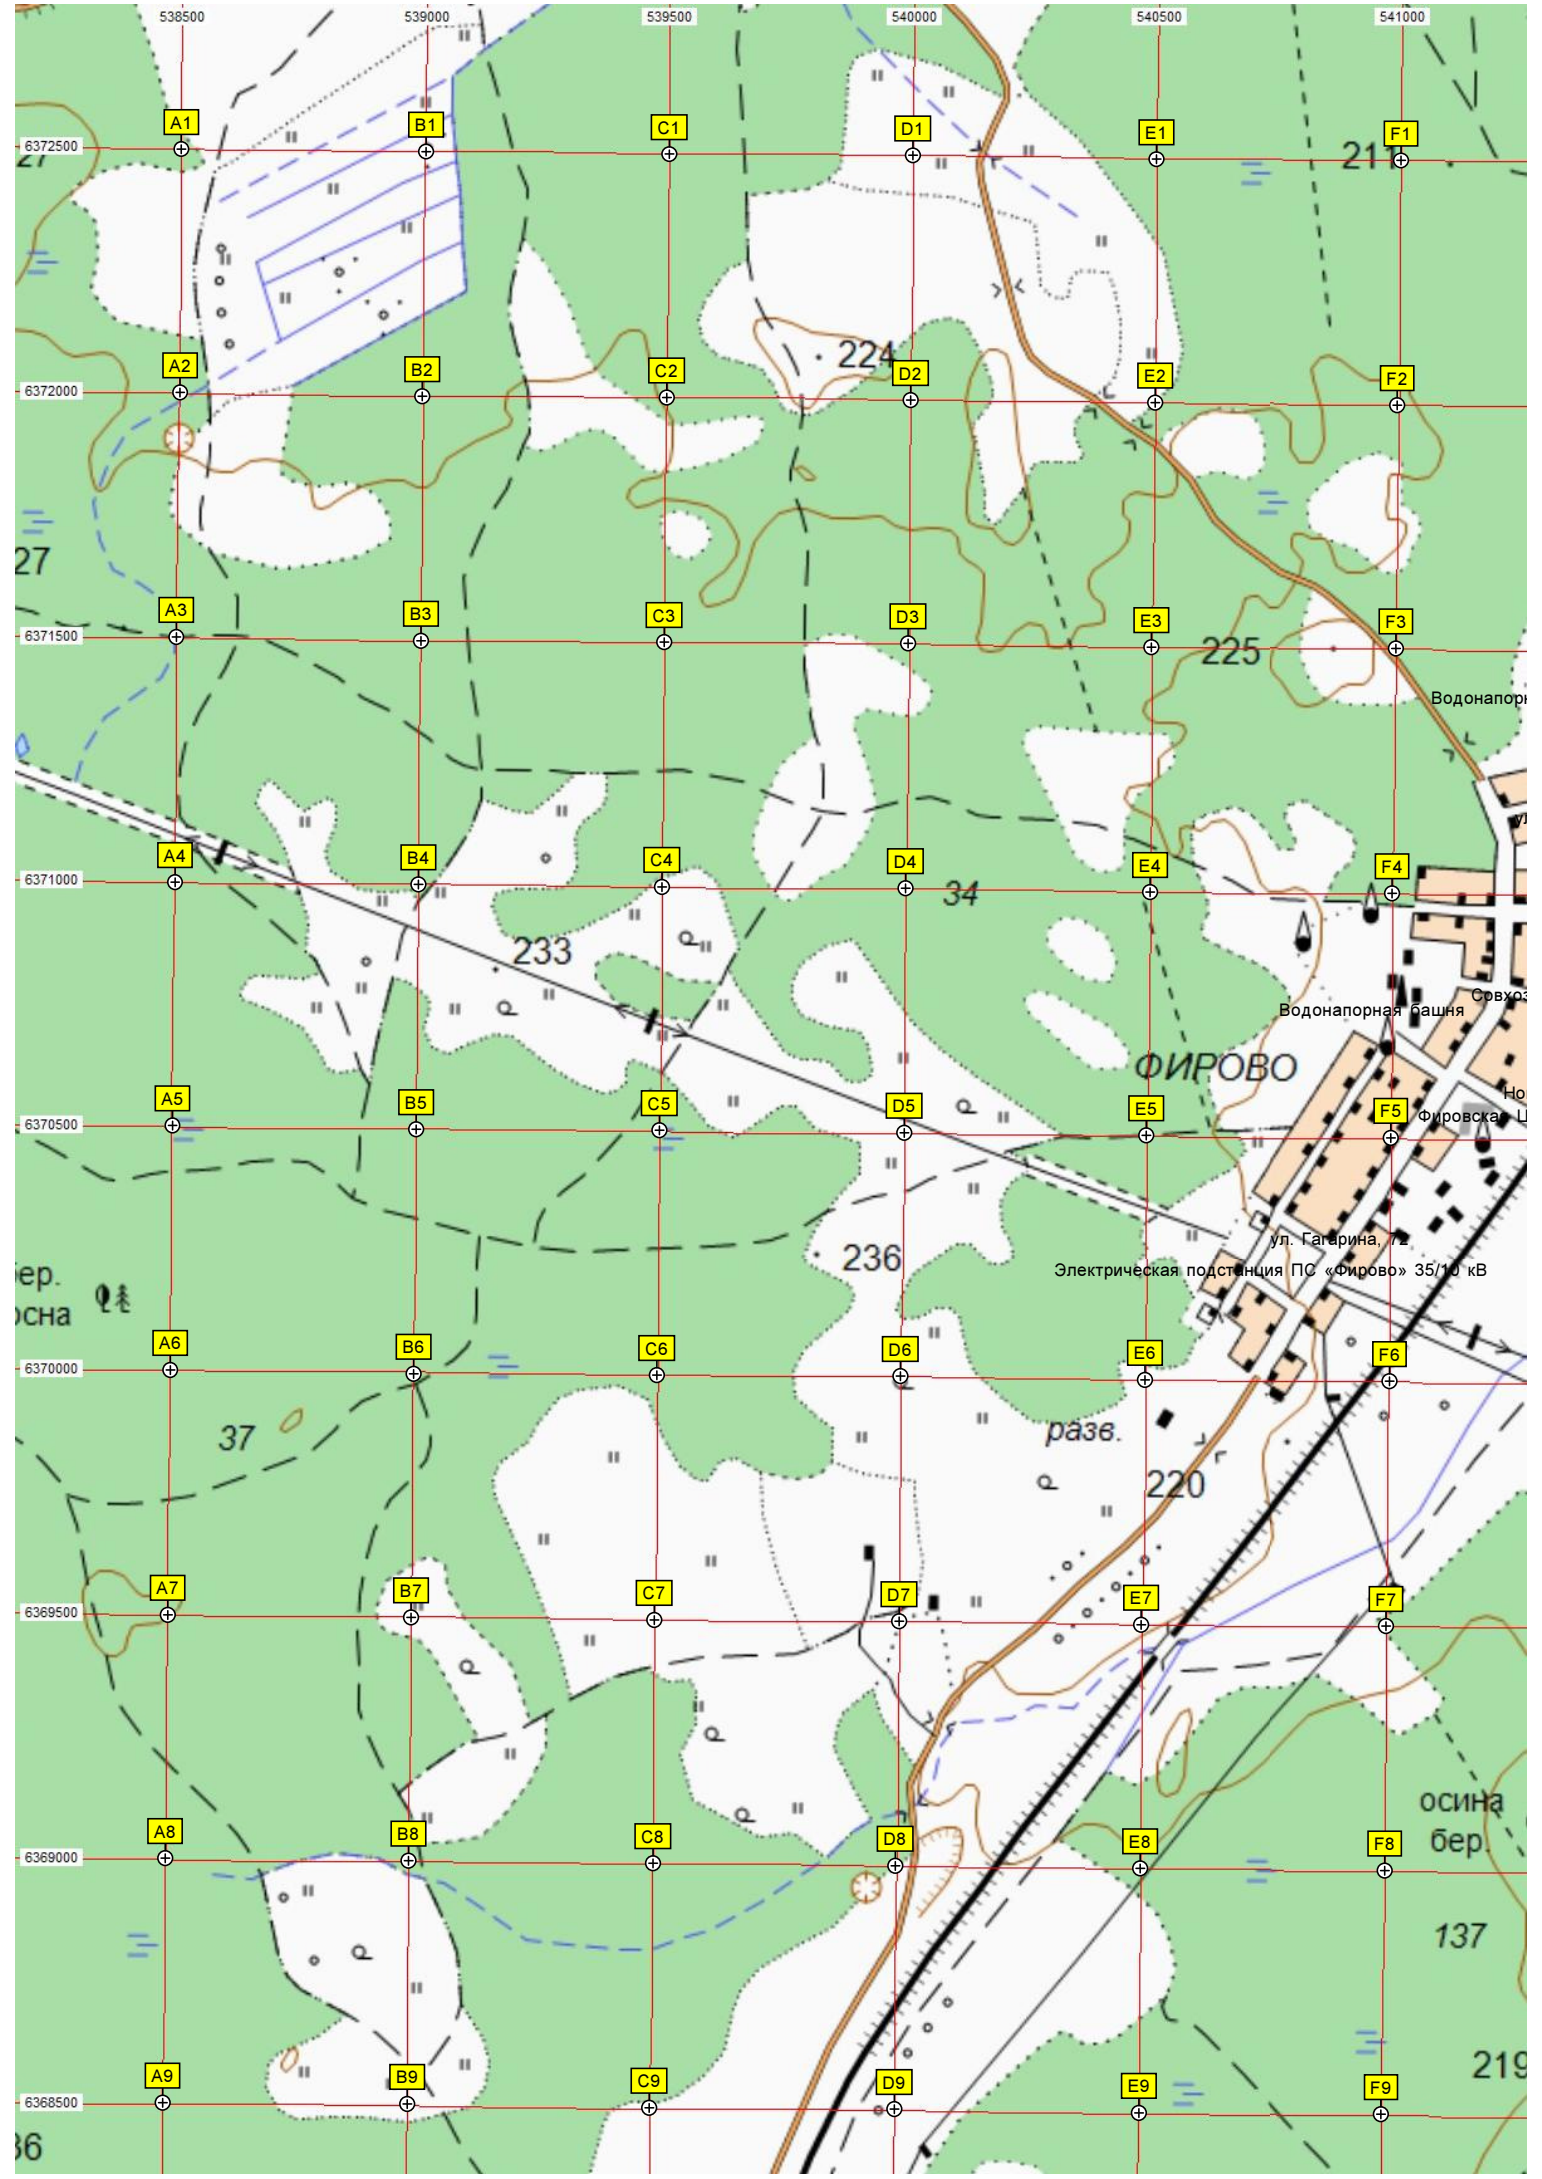 538500 539000 539500 540000 540500 541000
A1 B1 C1 D1 E1 F1
6372500
27 211
224
A2 B2 C2 D2 E2 F2
6372000
27
A3 B3 C3 D3 E3 F3
6371500
225
Водонапорн
A4 B4 C4 D4 E4 F4
6371000
34
233
Совхоз
Водонапорная башня
ФИРОВО
Но
A5 B5 C5 D5 E5 F5
Фировская Ц
6370500
ул. Гагарина, 72
236
Электрическая подстанция ПС «Фирово» 35/10 кВ
бер.
осна
A6 B6 C6 D6 E6 F6
6370000
37 разв.
220
A7 B7 C7 D7 E7 F7
6369500
осина
бер.
A8 B8 C8 D8 E8 F8
6369000
137
219
A9 B9 C9 D9 E9 F9
6368500
36